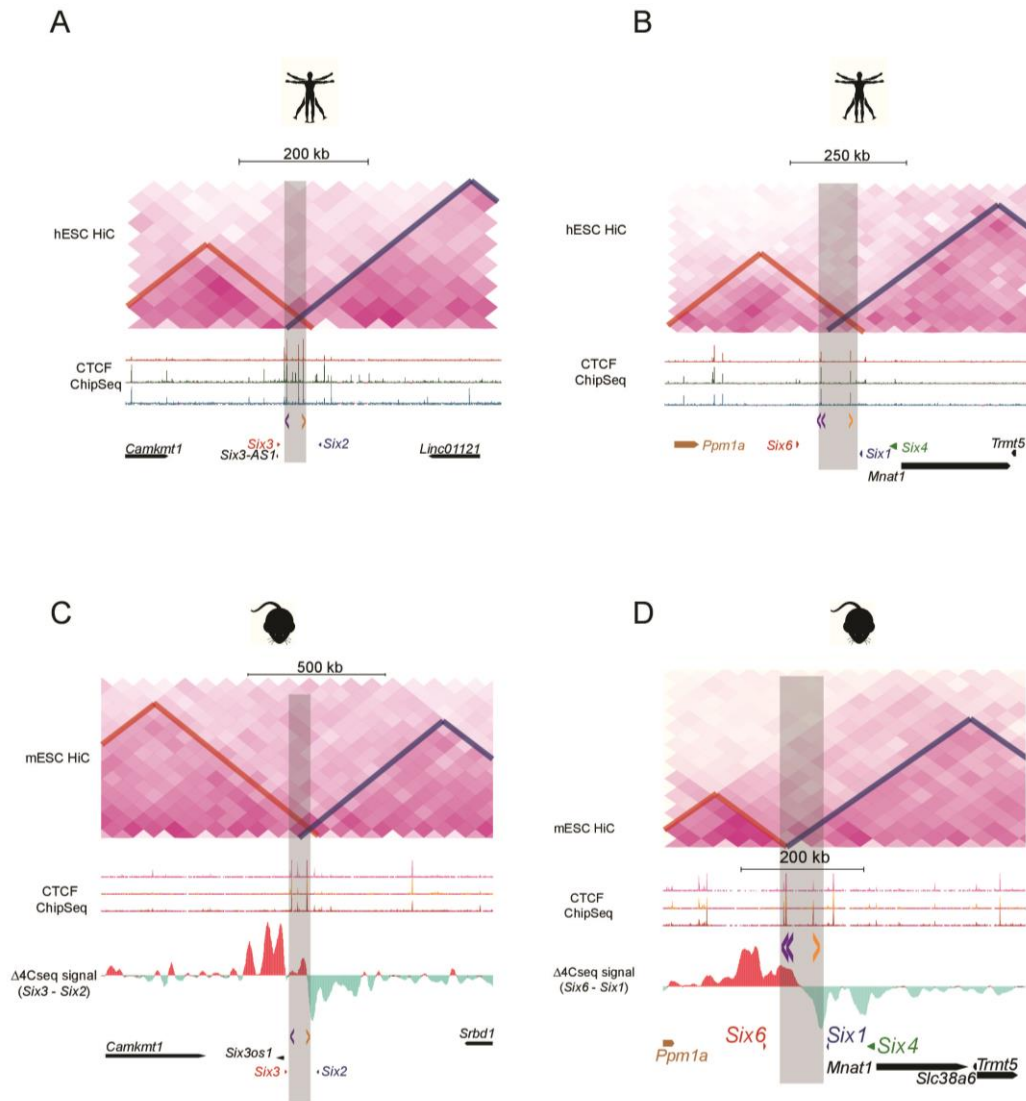 A
B
200 kb
250 kb
hESC HiC
hESC HiC
CTCF
ChipSeq
CTCF
ChipSeq
Camkmt1
Six3
Six3-AS1
Six2
Linc01121
Ppm1a
Six6
Six1
Six4
Mnat1
Trmt5
C
D
500 kb
mESC HiC
mESC HiC
200 kb
CTCF
ChipSeq
CTCF
ChipSeq
Δ4Cseq signal
(Six3 - Six2)
Δ4Cseq signal
(Six6 - Six1)
Camkmt1
Six3os1
Six3
Six2
Srbd1
Ppm1a
Six6
Six1
Six4
Mnat1
Slc38a6
Trmt5